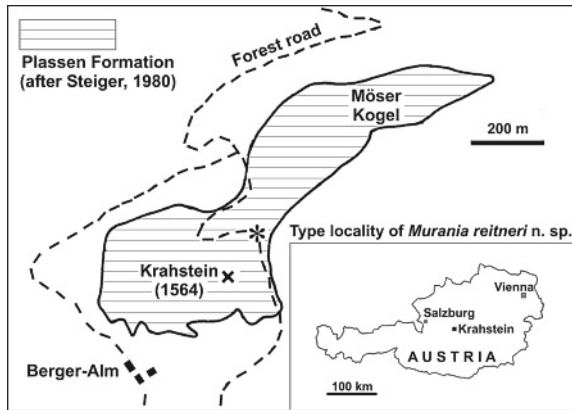 Plassen Formation
(after Steiger, 1980)
Forest road
Möser
Kogel
200 m
* Type locality of Murania reitneri n. sp.
Krahstein
(1564)
Berger-Alm
Vienna
Salzburg
Krahstein
AUSTRIA
100 km